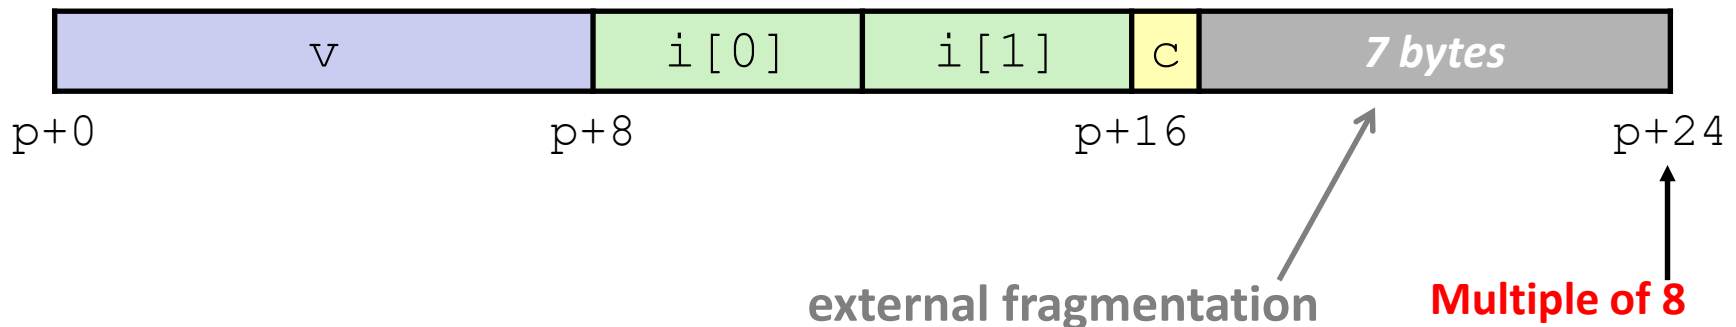 v i[0] i[1] c 7 bytes
p+0 p+8 p+16 p+24
external fragmentation Multiple of 8